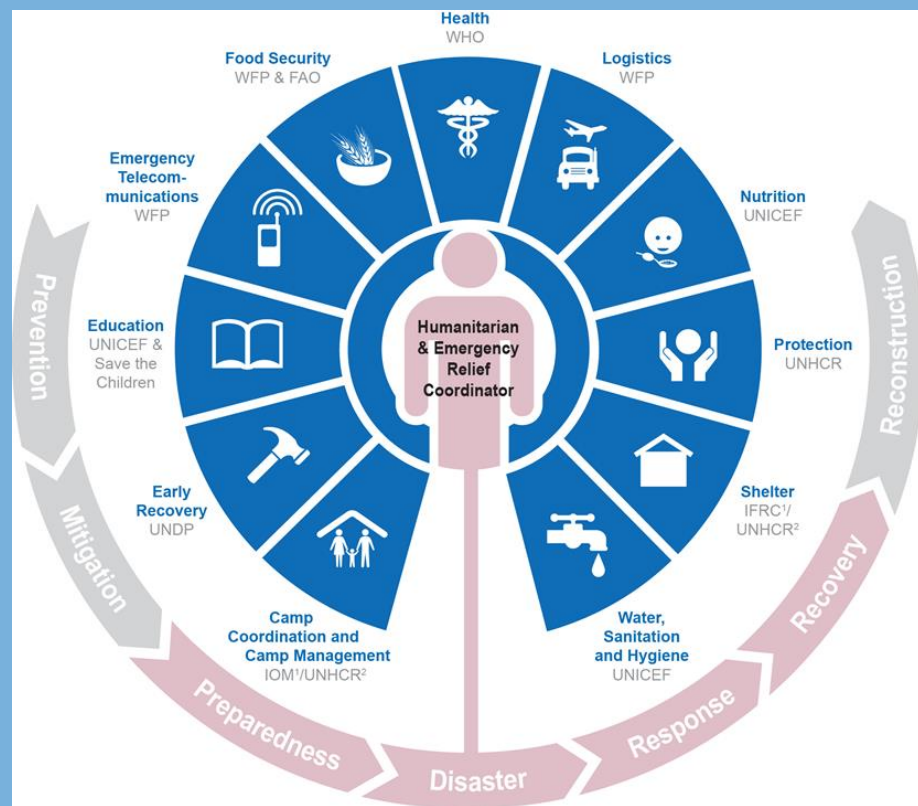 Health
WHO
Food Security
WFP & FAO
Logistics
WFP
Emergency
Telecom-
munications
WFP
Nutrition
UNICEF
Education
UNICEF &
Save the
Children
Humanitarian
& Emergency
Relief
Coordinator
Protection
UNHCR
Early
Recovery
UNDP
Shelter
IFRC¹/
UNHCR²
Camp
Coordination and
Camp Management
IOM¹/UNHCR²
Water,
Sanitation
and Hygiene
UNICEF
Prevention
Mitigation
Preparedness
Disaster
Response
Recovery
Reconstruction